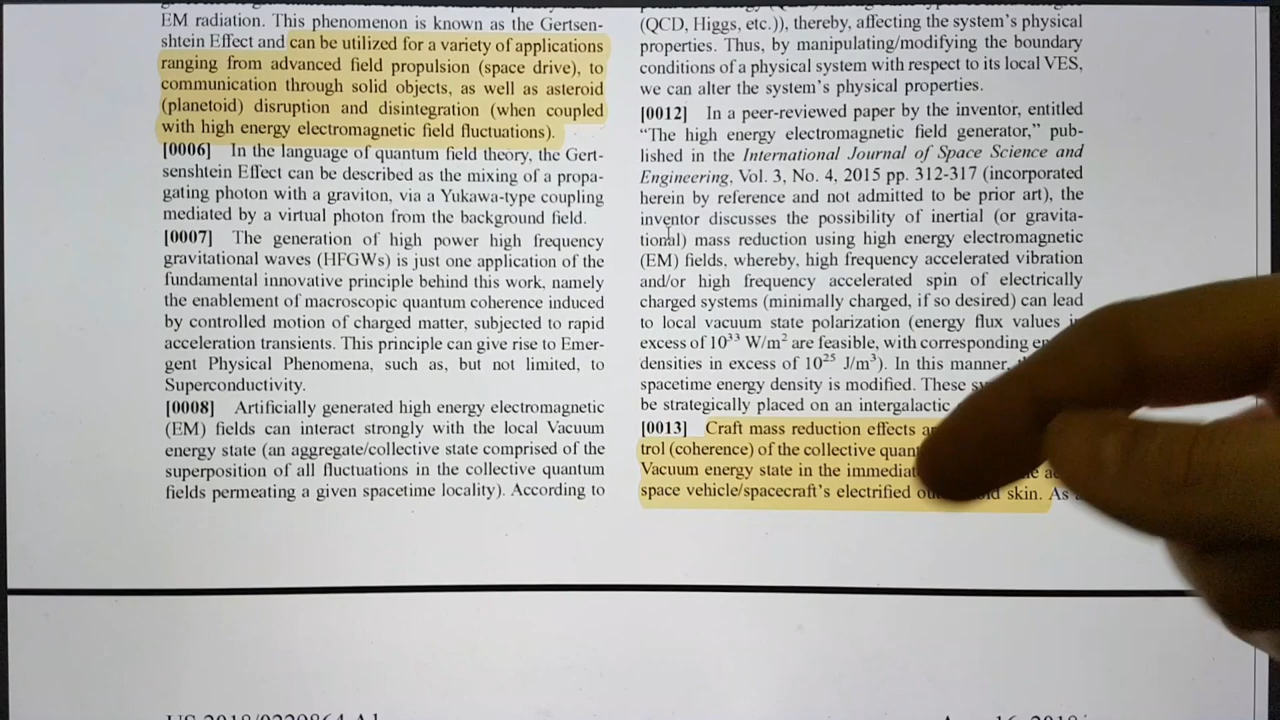 EM radiation. This phenomenon is known as the Gertsen-
shtein Effect and can be utilized for a variety of applications
ranging from advanced field propulsion (space drive), to
communication through solid objects, as well as asteroid
(planetoid) disruption and disintegration (when coupled
with high energy electromagnetic field fluctuations).
[0006] In the language of quantum field theory, the Gert-
senshtein Effect can be described as the mixing of a propa-
gating photon with a graviton, via a Yukawa-type coupling
mediated by a virtual photon from the background field.
[0007] The generation of high power high frequency
gravitational waves (HFGWs) is just one application of the
fundamental innovative principle behind this work, namely
the enablement of macroscopic quantum coherence induced
by controlled motion of charged matter, subjected to rapid
acceleration transients. This principle can give rise to Emer-
gent Physical Phenomena, such as, but not limited, to
Superconductivity.
[0008] Artificially generated high energy electromagnetic
(EM) fields can interact strongly with the local Vacuum
energy state (an aggregate/collective state comprised of the
superposition of all fluctuations in the collective quantum
fields permeating a given spacetime locality). According to
(QCD, Higgs, etc.)), thereby, affecting the system's physical
properties. Thus, by manipulating/modifying the boundary
conditions of a physical system with respect to its local VES,
we can alter the system's physical properties.
[0012] In a peer-reviewed paper by the inventor, entitled
"The high energy electromagnetic field generator," pub-
lished in the International Journal of Space Science and
Engineering, Vol. 3, No. 4, 2015 pp. 312-317 (incorporated
herein by reference and not admitted to be prior art), the
inventor discusses the possibility of inertial (or gravita-
tional) mass reduction using high energy electromagnetic
(EM) fields, whereby, high frequency accelerated vibration
and/or high frequency accelerated spin of electrically
charged systems (minimally charged, if so desired) can lead
to local vacuum state polarization (energy flux values
excess of 10³³ W/m² are feasible, with corresponding
densities in excess of 10²⁵ J/m³). In this manner,
spacetime energy density is modified. These
be strategically placed on an intergalactic
[0013] Craft mass reduction effects
trol (coherence) of the collective
Vacuum energy state in the
space vehicle/spacecraft's electrified skin. As